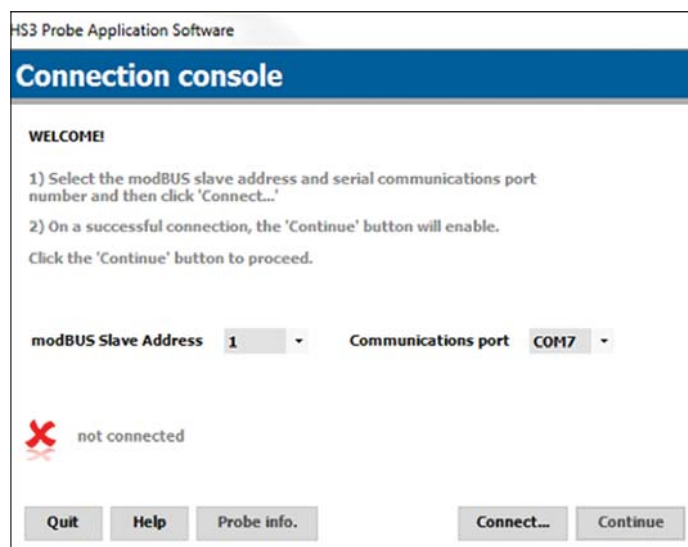 HS3 Probe Application Software
Connection console
WELCOME!
1) Select the modBUS slave address and serial communications port
number and then click 'Connect...'
2) On a successful connection, the 'Continue' button will enable.
Click the 'Continue' button to proceed.
modBUS Slave Address 1 Communications port COM7
not connected
Quit Help Probe info. Connect... Continue